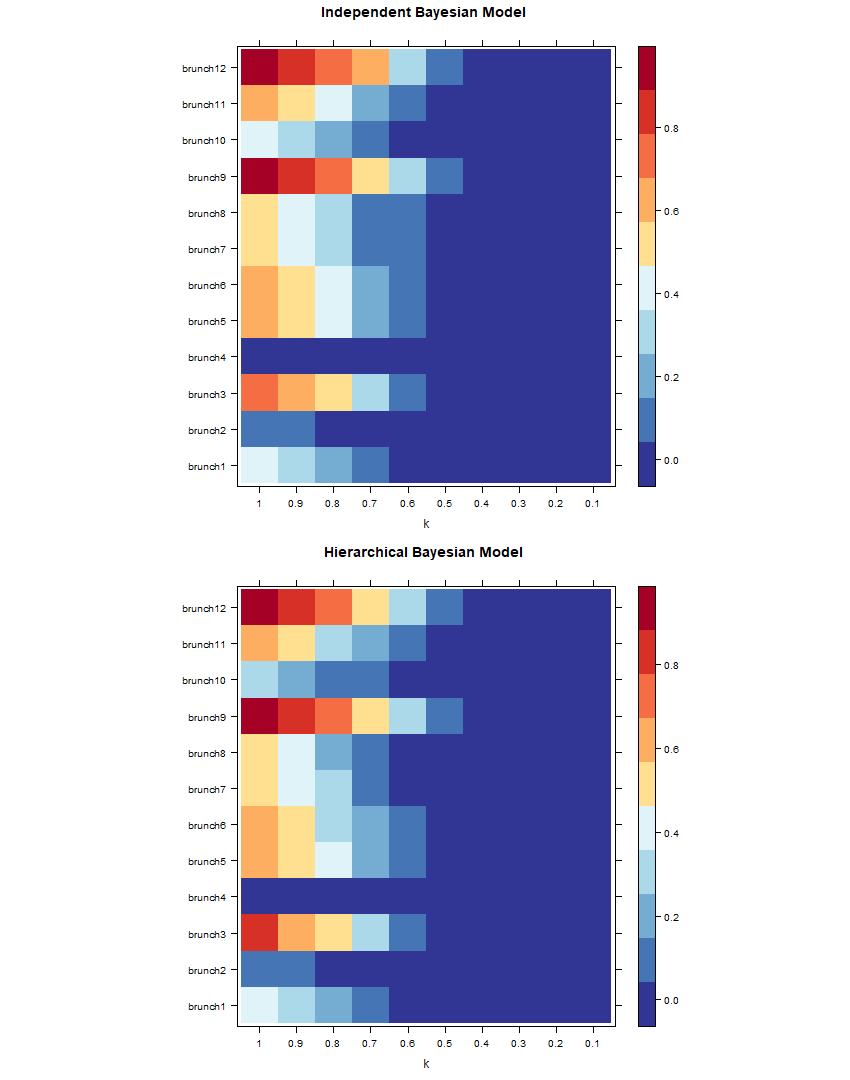 Independent Bayesian Model
brunch12
brunch11
brunch10
brunch9
brunch8
brunch7
brunch6
brunch5
brunch4
brunch3
brunch2
brunch1
1 0.9 0.8 0.7 0.6 0.5 0.4 0.3 0.2 0.1
k
0.8
0.6
0.4
0.2
0.0
Hierarchical Bayesian Model
brunch12
brunch11
brunch10
brunch9
brunch8
brunch7
brunch6
brunch5
brunch4
brunch3
brunch2
brunch1
1 0.9 0.8 0.7 0.6 0.5 0.4 0.3 0.2 0.1
k
0.8
0.6
0.4
0.2
0.0